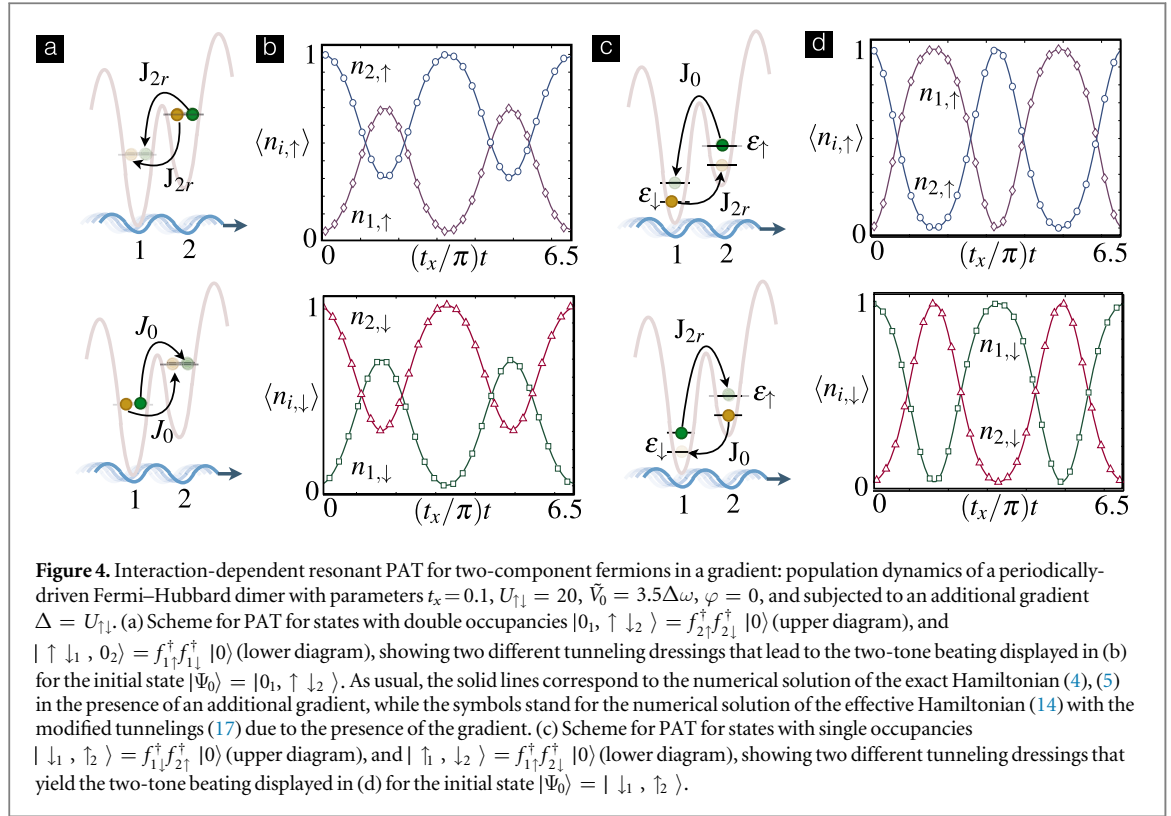 a
J₂ᵣ
J₂ᵣ
1 2
b
1
n₂,↑
⟨nᵢ,↑⟩
n₁,↑
0
0 (tₓ/π)t 6.5
c
J₀
ε↑
ε↓
J₂ᵣ
1 2
d
1
n₁,↑
⟨nᵢ,↑⟩
n₂,↑
0
0 (tₓ/π)t 6.5
J₀
J₀
1 2
1
n₂,↓
⟨nᵢ,↓⟩
n₁,↓
0
0 (tₓ/π)t 6.5
J₂ᵣ
ε↑
ε↓
J₀
1 2
1
n₁,↓
⟨nᵢ,↓⟩
n₂,↓
0
0 (tₓ/π)t 6.5
Figure 4. Interaction-dependent resonant PAT for two-component fermions in a gradient: population dynamics of a periodically-
driven Fermi–Hubbard dimer with parameters tₓ = 0.1, U↑↓ = 20, Ṽ₀ = 3.5Δω, φ = 0, and subjected to an additional gradient
Δ = U↑↓. (a) Scheme for PAT for states with double occupancies |0₁, ↑↓₂⟩ = f†₂↑ f†₂↓ |0⟩ (upper diagram), and
|↑↓₁, 0₂⟩ = f†₁↑ f†₁↓ |0⟩ (lower diagram), showing two different tunneling dressings that lead to the two-tone beating displayed in (b)
for the initial state |Ψ₀⟩ = |0₁, ↑↓₂⟩. As usual, the solid lines correspond to the numerical solution of the exact Hamiltonian (4), (5)
in the presence of an additional gradient, while the symbols stand for the numerical solution of the effective Hamiltonian (14) with the
modified tunnelings (17) due to the presence of the gradient. (c) Scheme for PAT for states with single occupancies
|↓₁, ↑₂⟩ = f†₁↓ f†₂↑ |0⟩ (upper diagram), and |↑₁, ↓₂⟩ = f†₁↑ f†₂↓ |0⟩ (lower diagram), showing two different tunneling dressings that
yield the two-tone beating displayed in (d) for the initial state |Ψ₀⟩ = |↓₁, ↑₂⟩.